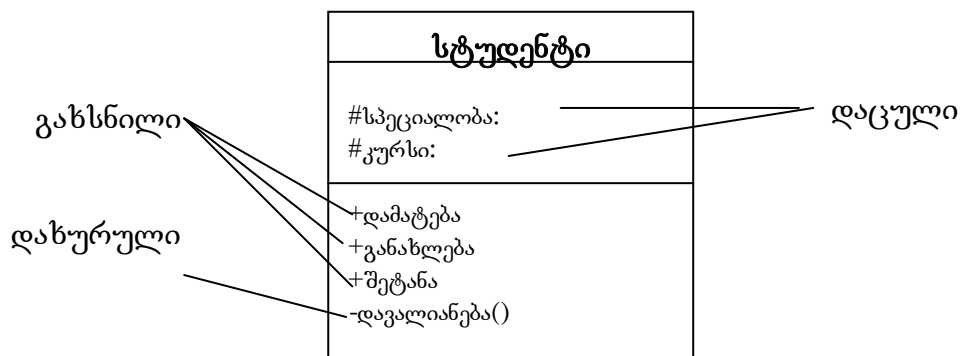 სტუდენტი
#სპეციალობა:
#კურსი:
+დამატება
+განახლება
+შეტანა
-დავალიანება()
გახსნილი
დახურული
დაცული